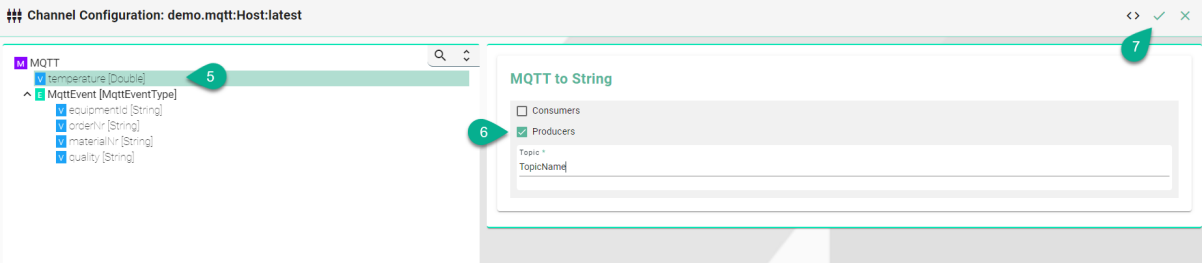 Channel Configuration: demo.mqtt:Host:latest
7
M MQTT
V temperature [Double]
5
E MqttEvent [MqttEventType]
V equipmentId [String]
V orderNr [String]
V materialNr [String]
V quality [String]
MQTT to String
Consumers
6
Producers
Topic *
TopicName